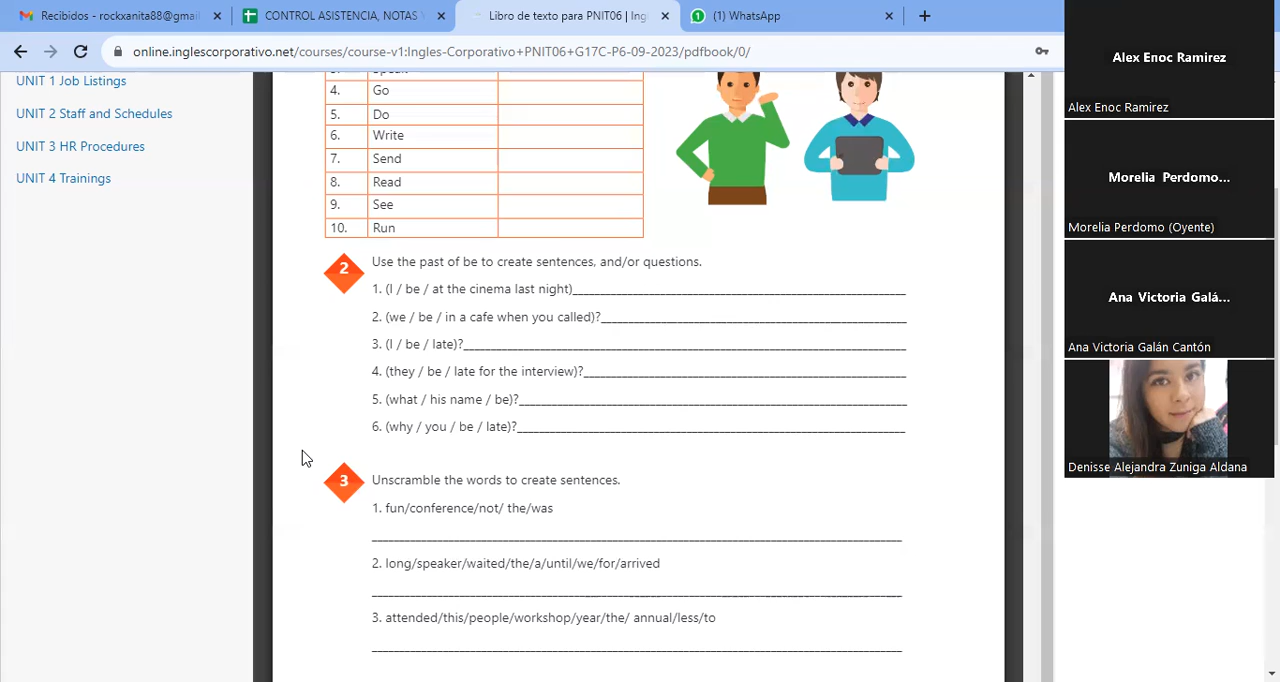 Recibidos - rockxanita88@gmail
CONTROL ASISTENCIA, NOTAS Y
Libro de texto para PNIT06 | Ing
(1) WhatsApp
online.inglescorporativo.net/courses/course-v1:Ingles-Corporativo+PNIT06+G17C-P6-09-2023/pdfbook/0/
UNIT 1 Job Listings
UNIT 2 Staff and Schedules
UNIT 3 HR Procedures
UNIT 4 Trainings
3. Speak
4. Go
5. Do
6. Write
7. Send
8. Read
9. See
10. Run
2 Use the past of be to create sentences, and/or questions.
1. (I / be / at the cinema last night)
2. (we / be / in a cafe when you called)?
3. (I / be / late)?
4. (they / be / late for the interview)?
5. (what / his name / be)?
6. (why / you / be / late)?
3 Unscramble the words to create sentences.
1. fun/conference/not/ the/was
2. long/speaker/waited/the/a/until/we/for/arrived
3. attended/this/people/workshop/year/the/ annual/less/to
Alex Enoc Ramirez
Alex Enoc Ramirez
Morelia Perdomo...
Morelia Perdomo (Oyente)
Ana Victoria Galá...
Ana Victoria Galán Cantón
Denisse Alejandra Zuniga Aldana